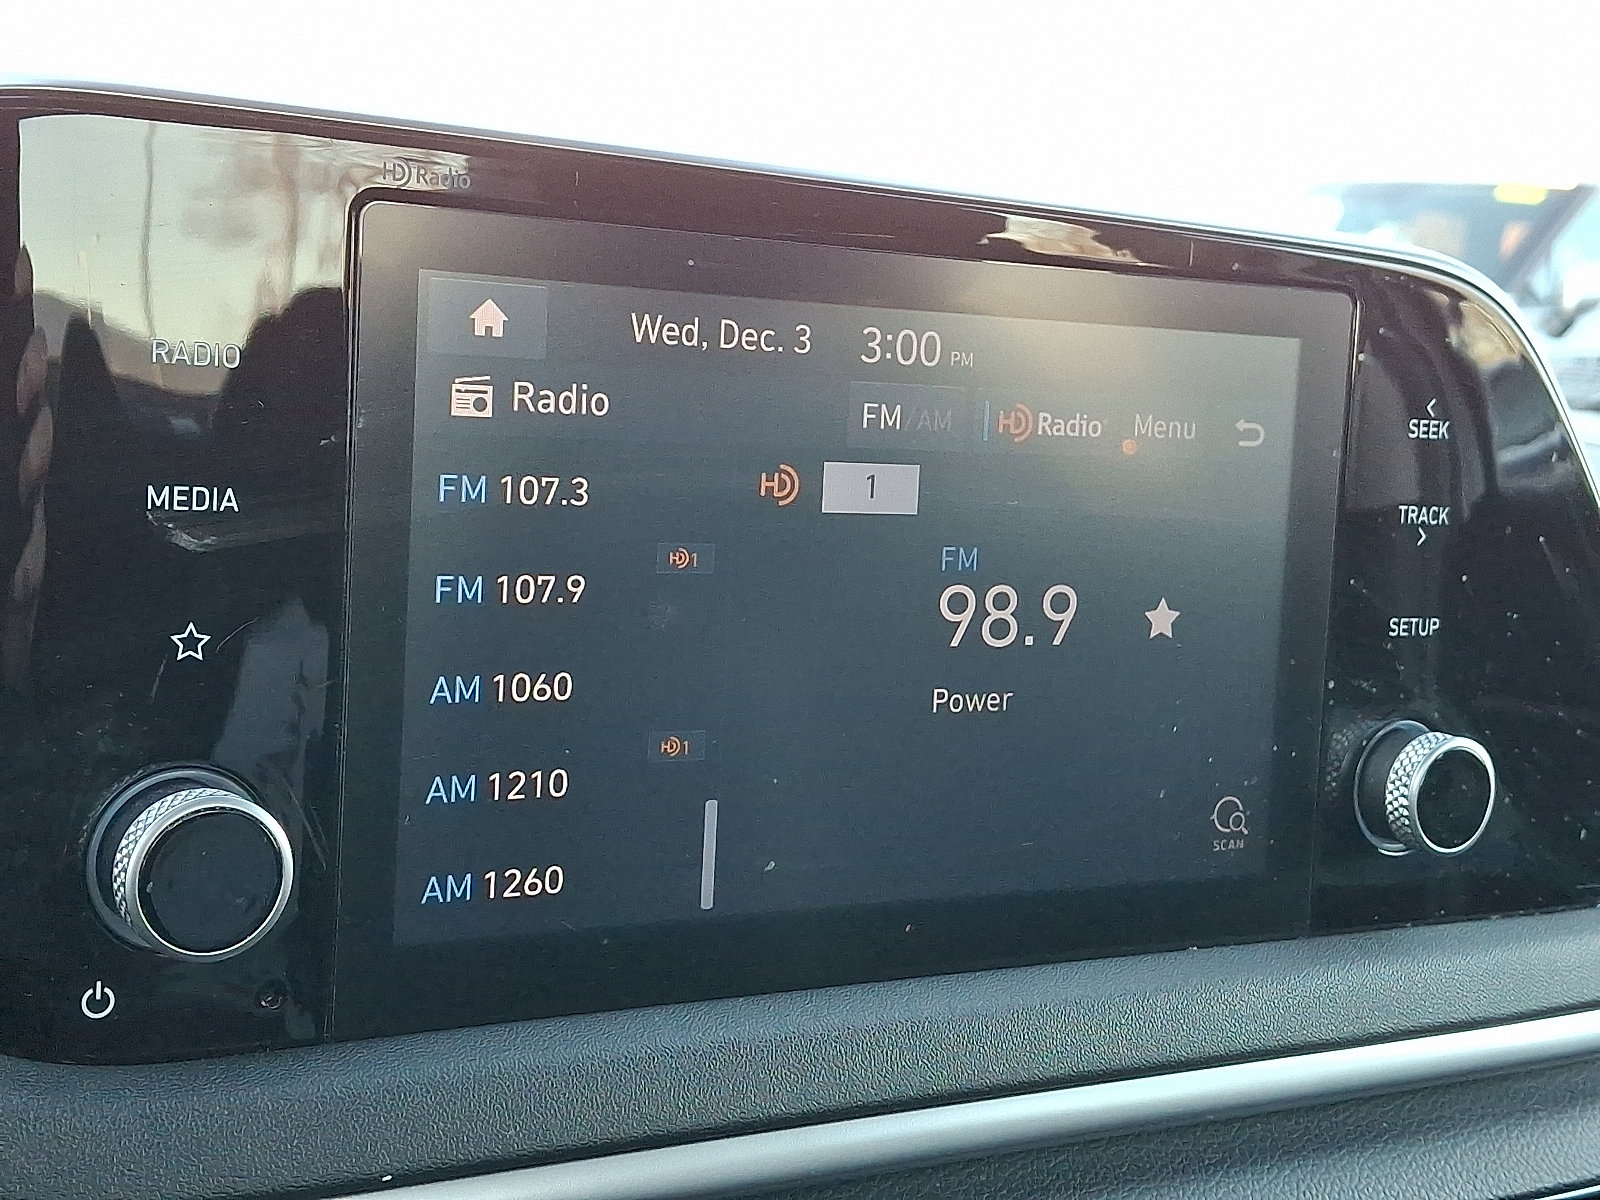 HD Radio
RADIO
MEDIA
Wed, Dec. 3 3:00 PM
Radio
FM/AM HD Radio Menu
FM 107.3
HD 1
HD1
FM 107.9
FM
98.9
Power
AM 1060
HD1
AM 1210
AM 1260
SCAN
SEEK
TRACK
SETUP